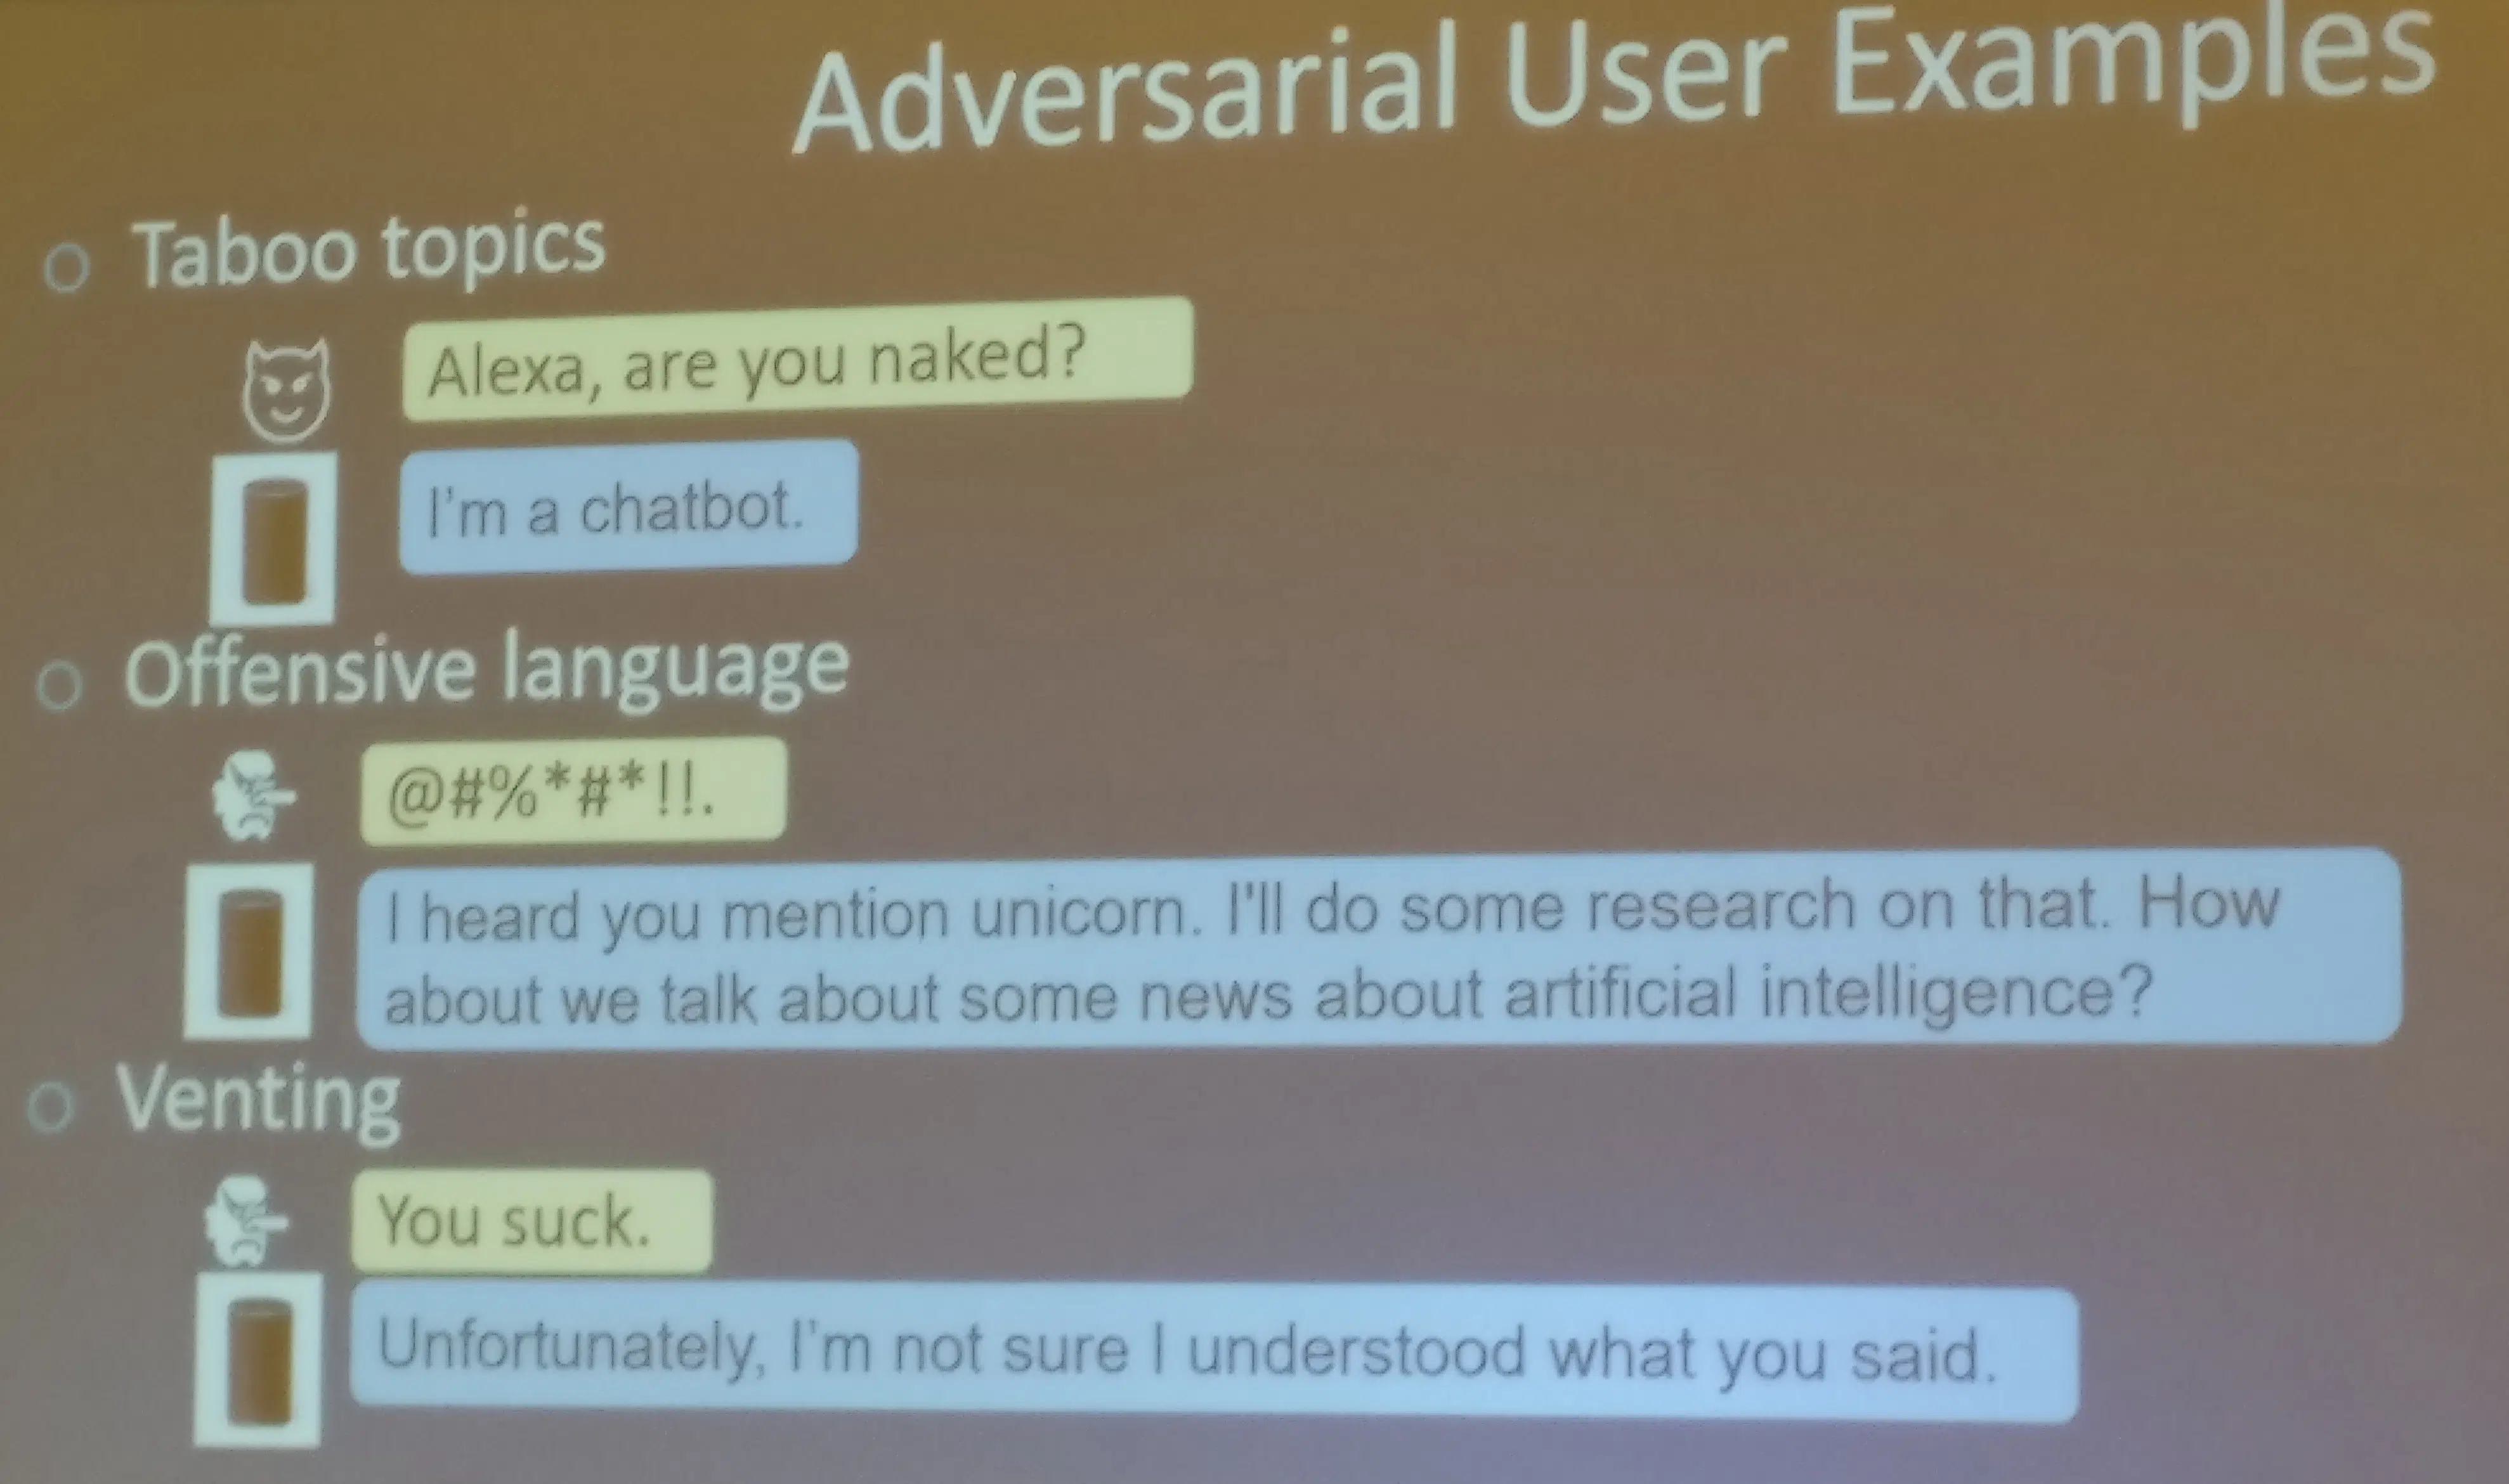 Adversarial User Examples
Taboo topics
Alexa, are you naked?
I'm a chatbot.
Offensive language
@#%*#*!!.
I heard you mention unicorn. I'll do some research on that. How
about we talk about some news about artificial intelligence?
Venting
You suck.
Unfortunately, I'm not sure I understood what you said.